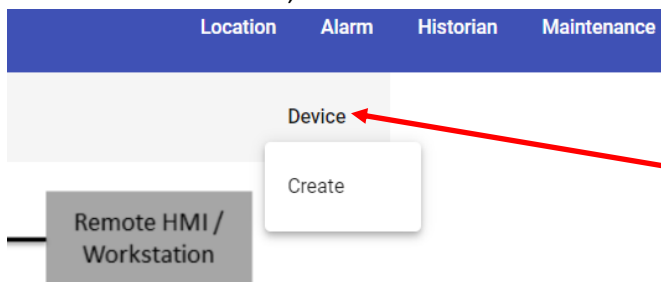 Location Alarm Historian Maintenance
Device
Create
Remote HMI /
Workstation